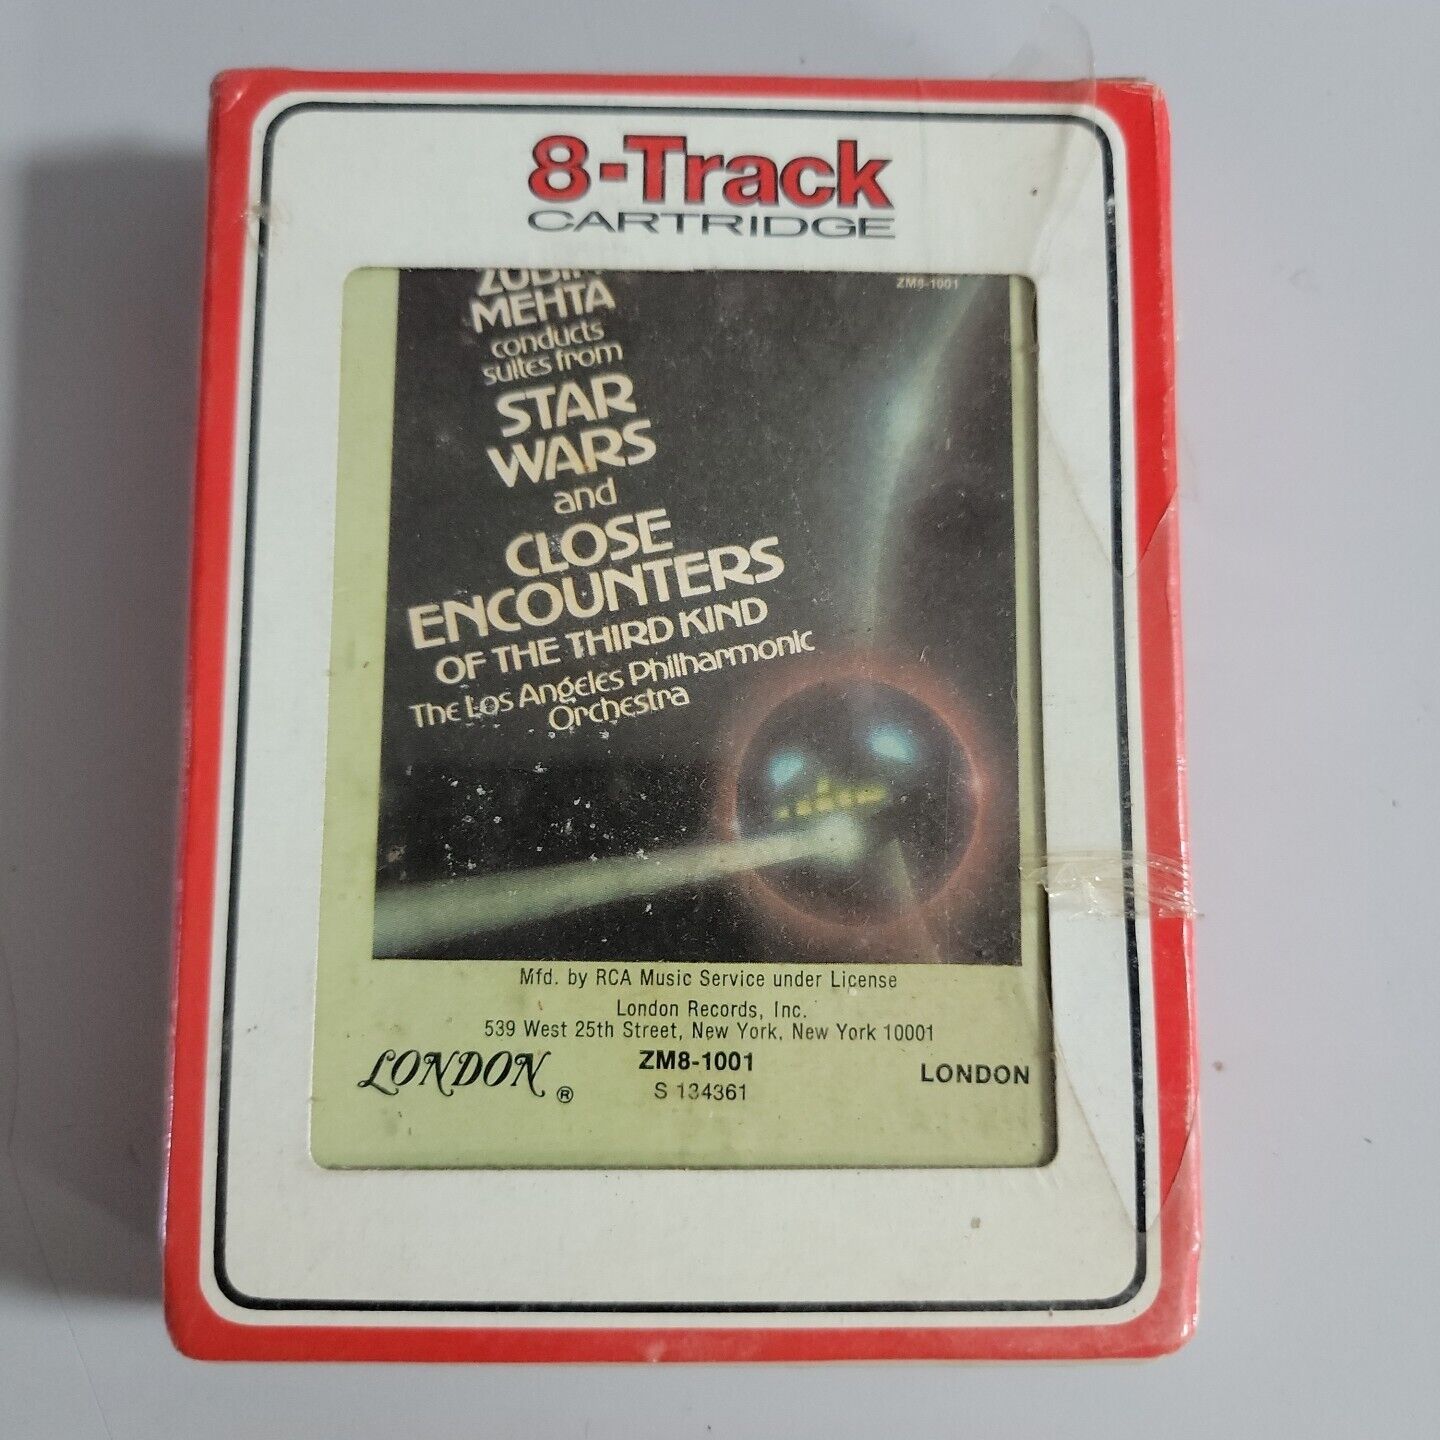 8-Track
CARTRIDGE
ZUBIN
MEHTA
ZM8-1001
conducts
suites from
STAR
WARS
and
CLOSE
ENCOUNTERS
OF THE THIRD KIND
The Los Angeles Philharmonic
Orchestra
Mfd. by RCA Music Service under License
London Records, Inc.
539 West 25th Street, New York, New York 10001
LONDON ® ZM8-1001 LONDON
S 134361